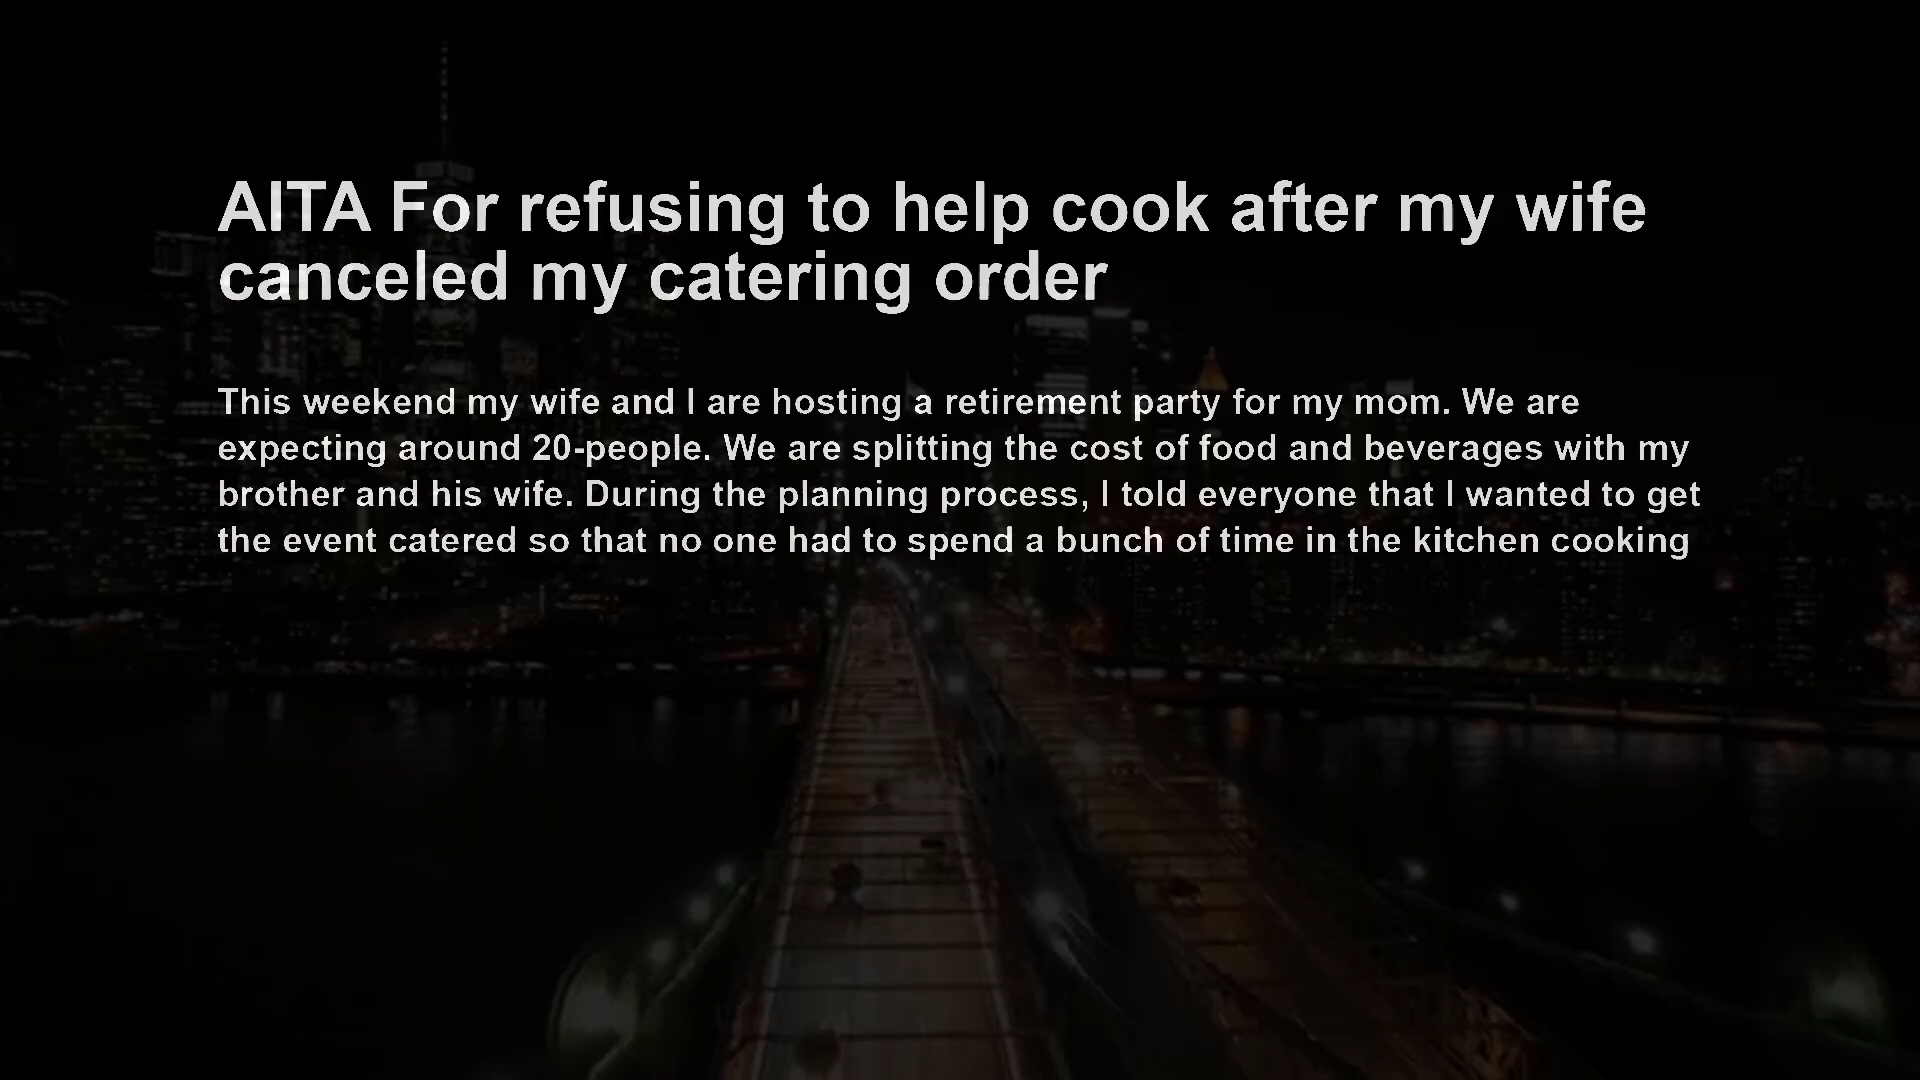 AITA For refusing to help cook after my wife
canceled my catering order
This weekend my wife and I are hosting a retirement party for my mom. We are
expecting around 20-people. We are splitting the cost of food and beverages with my
brother and his wife. During the planning process, I told everyone that I wanted to get
the event catered so that no one had to spend a bunch of time in the kitchen cooking